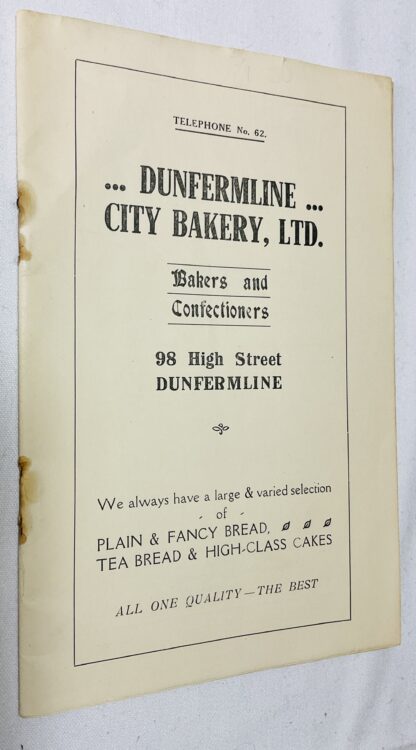 TELEPHONE No. 62.
... DUNFERMLINE ...
CITY BAKERY, LTD.
Bakers and
Confectioners
98 High Street
DUNFERMLINE
We always have a large & varied selection
- of -
PLAIN & FANCY BREAD,
TEA BREAD & HIGH-CLASS CAKES
ALL ONE QUALITY—THE BEST